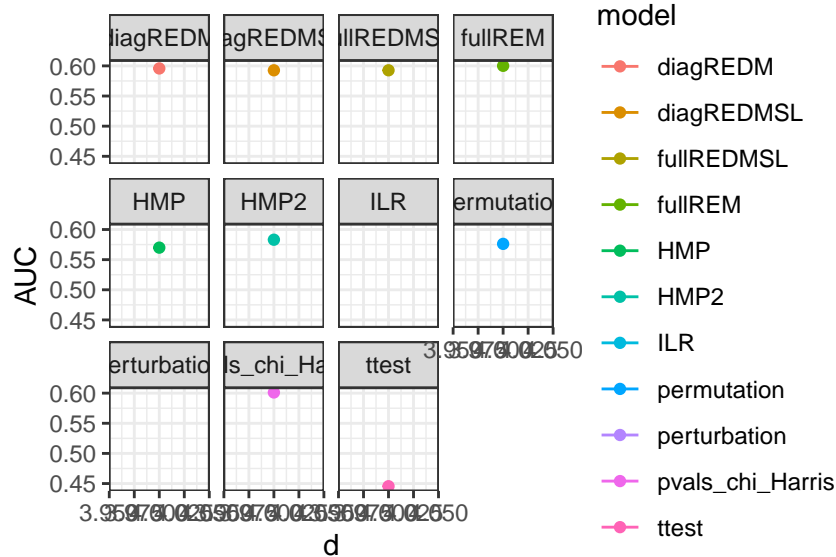 model
diagREDM
diagREDMSL
fullREDMSL
fullREM
HMP
HMP2
ILR
permutation
perturbation
pvals_chi_Harris
ttest
AUC
diagREDM
agREDMS
ullREDMS
fullREM
0.60
0.55
0.50
0.45
HMP
HMP2
ILR
ermutatio
0.60
0.55
0.50
0.45
erturbatio
ls_chi_Ha
ttest
0.60
0.55
0.50
0.45
d